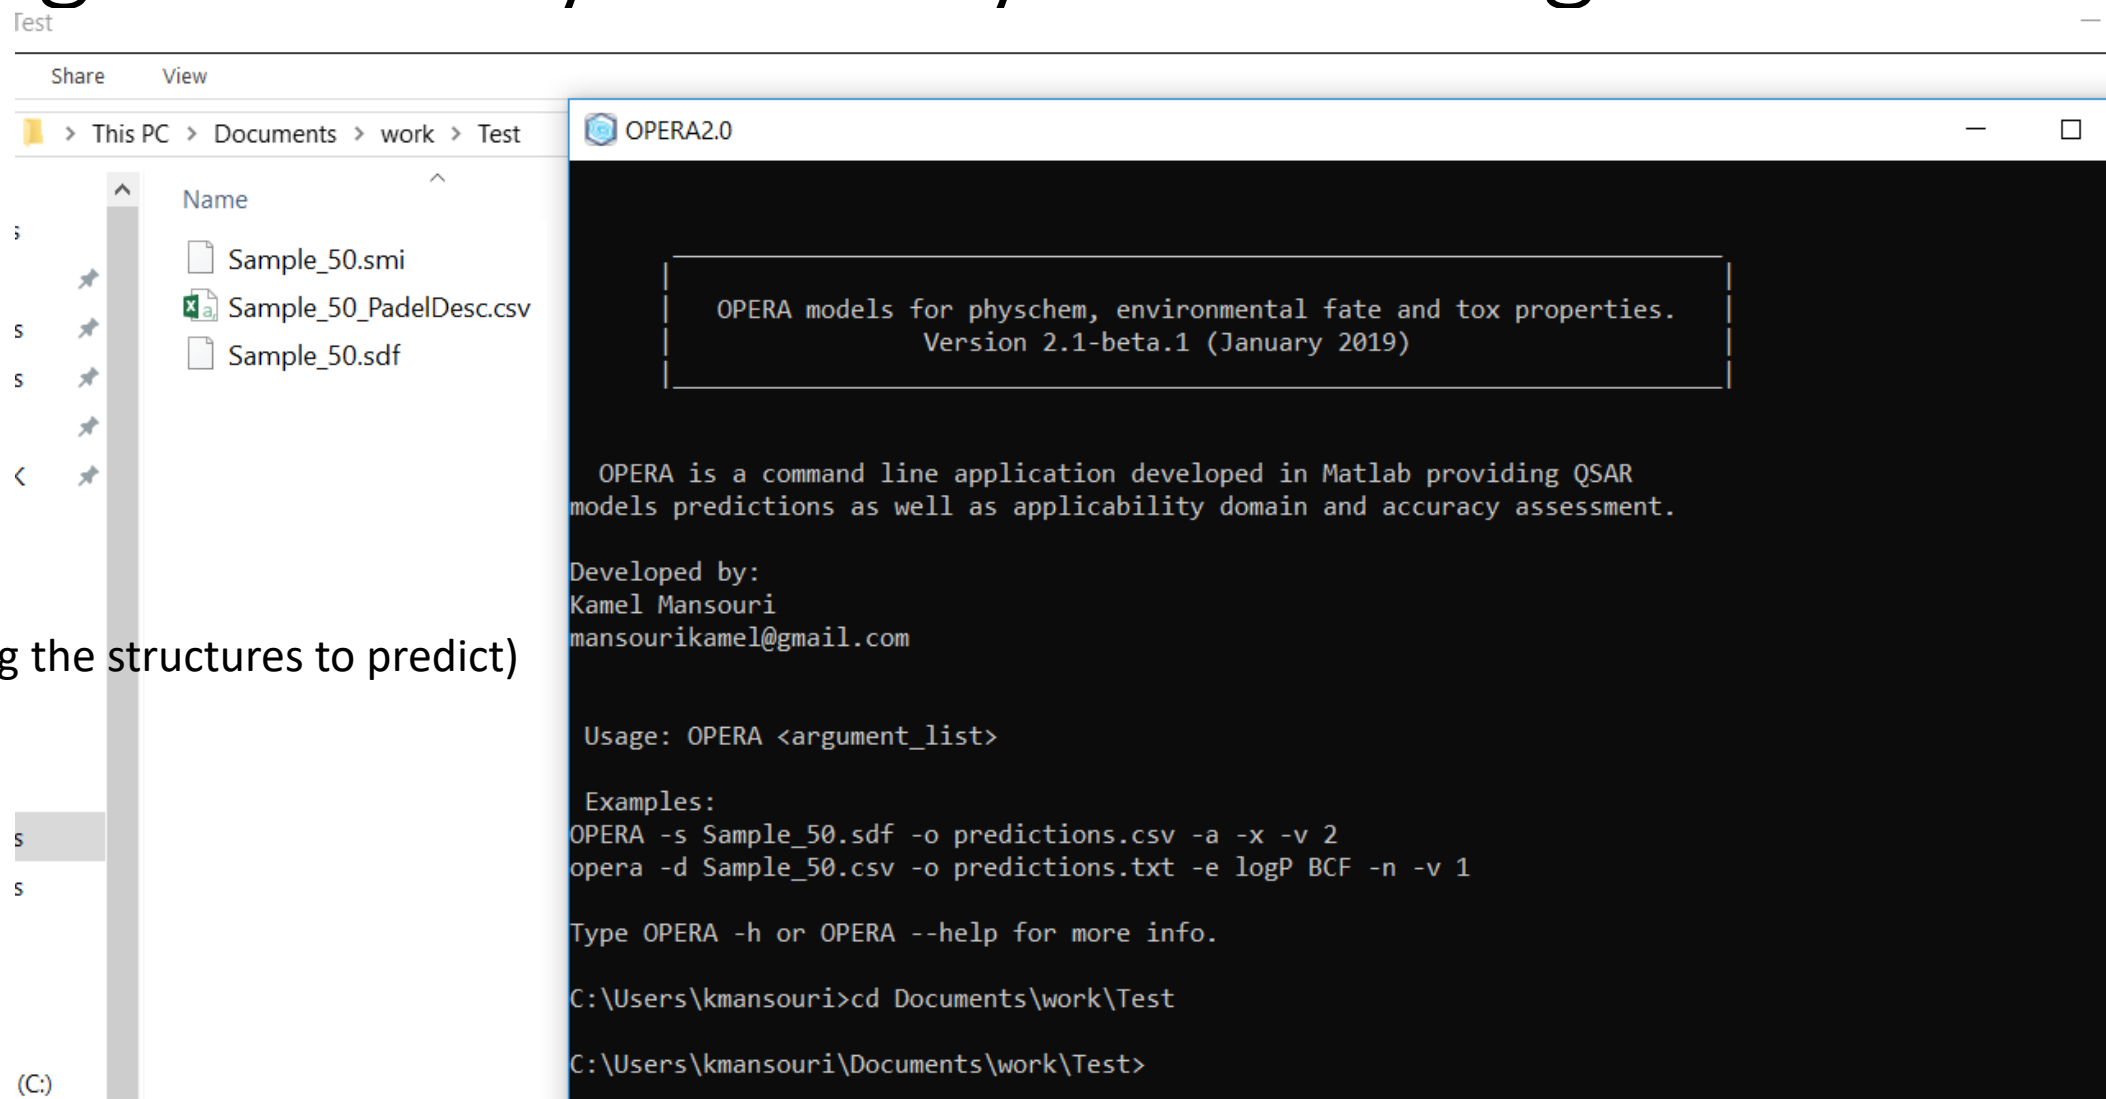 Test
Share View
> This PC > Documents > work > Test
Name
Sample_50.smi
Sample_50_PadelDesc.csv
Sample_50.sdf
g the structures to predict)
(C:)
OPERA2.0
OPERA models for physchem, environmental fate and tox properties.
Version 2.1-beta.1 (January 2019)
OPERA is a command line application developed in Matlab providing QSAR
models predictions as well as applicability domain and accuracy assessment.
Developed by:
Kamel Mansouri
mansourikamel@gmail.com
Usage: OPERA <argument_list>
Examples:
OPERA -s Sample_50.sdf -o predictions.csv -a -x -v 2
opera -d Sample_50.csv -o predictions.txt -e logP BCF -n -v 1
Type OPERA -h or OPERA --help for more info.
C:\Users\kmansouri>cd Documents\work\Test
C:\Users\kmansouri\Documents\work\Test>